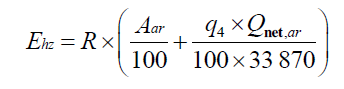 E_hz = R × ( A_ar / 100 + q_4 × Q_net,ar / 100 × 33 870 )